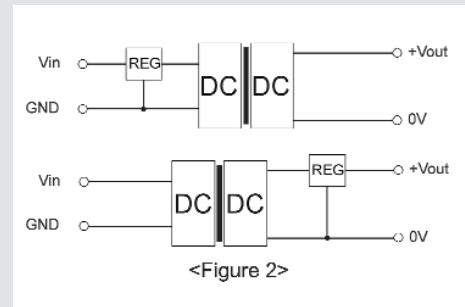 Vin REG DC DC +Vout
GND 0V
Vin DC DC REG +Vout
GND 0V
<Figure 2>